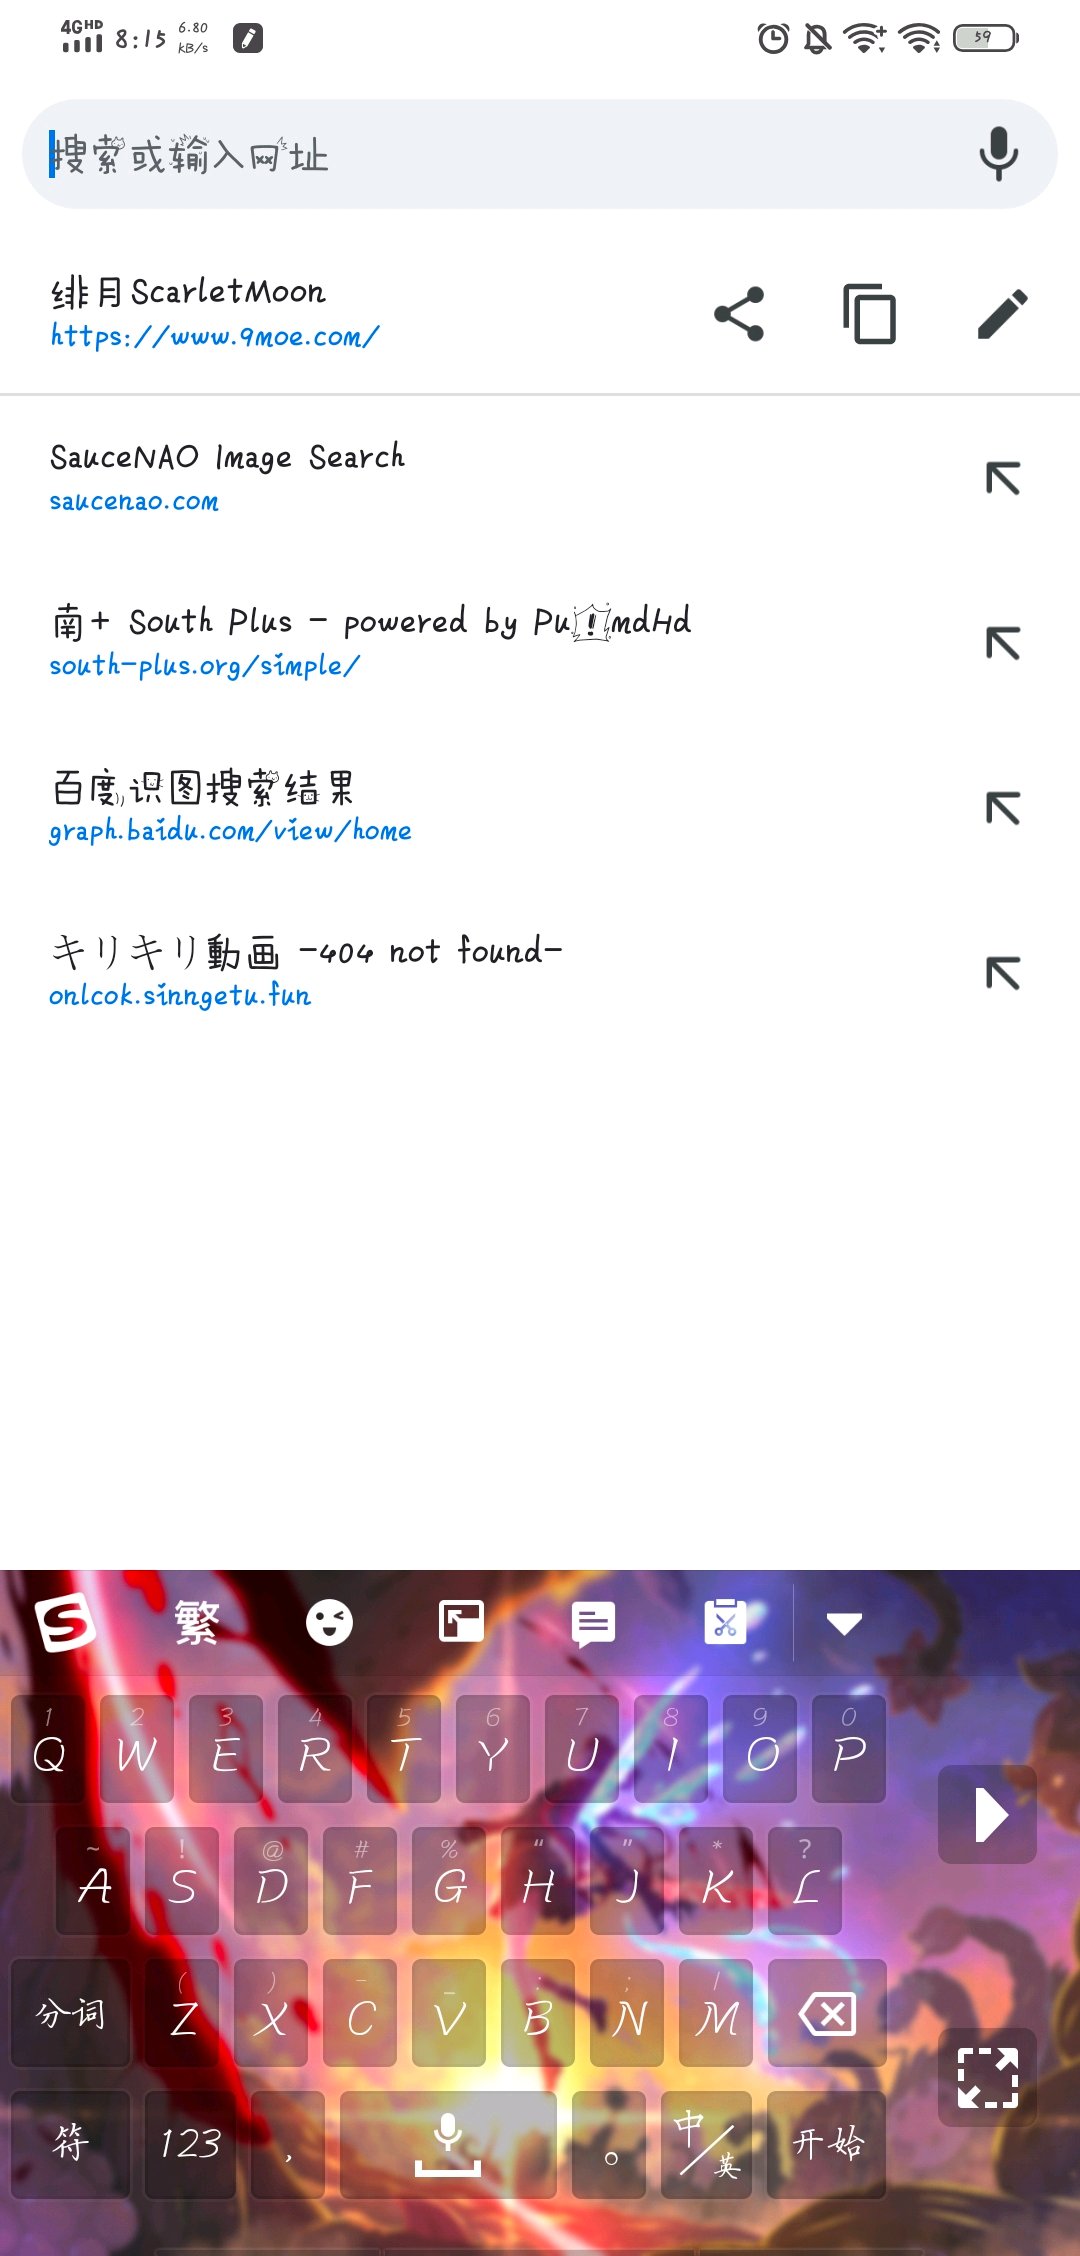 4GHD 8:15 6.80 kB/s 59
搜索或输入网址
绯月ScarletMoon
https://www.9moe.com/
SauceNAO Image Search
saucenao.com
南+ South Plus - powered by Pu!mdHd
south-plus.org/simple/
百度识图搜索结果
graph.baidu.com/view/home
キリキリ動画 -404 not found-
onlcok.sinngetu.fun
S 繁
1 2 3 4 5 6 7 8 9 0
Q W E R T Y U I O P
~ ! @ # % “ ” * ?
A S D F G H J K L
( ) - _ : ; /
分词 Z X C V B N M
符 123 , 。 中/英 开始